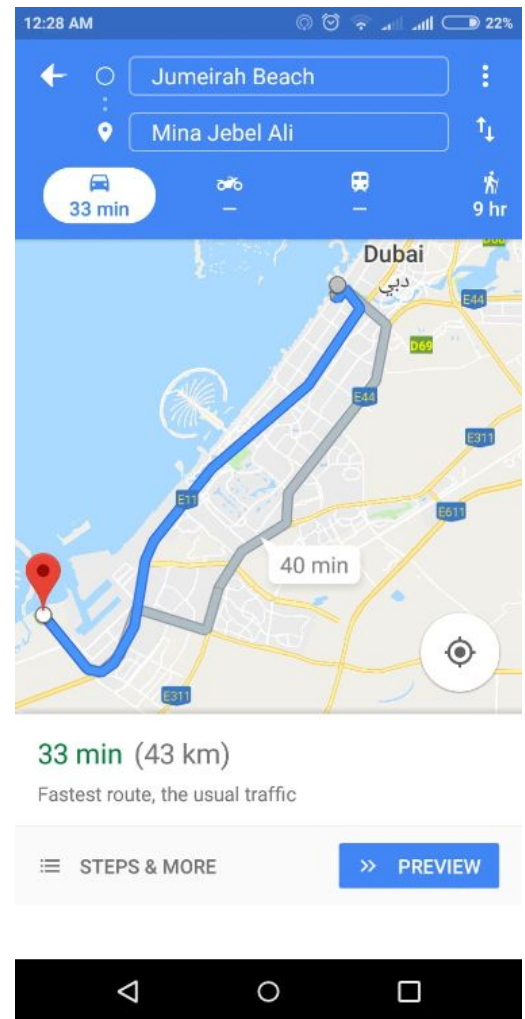 12:28 AM 22%
Jumeirah Beach
Mina Jebel Ali
33 min — — 9 hr
Dubai
دبي
E44
D69
E44
E311
E11
E611
40 min
E311
33 min (43 km)
Fastest route, the usual traffic
STEPS & MORE
PREVIEW